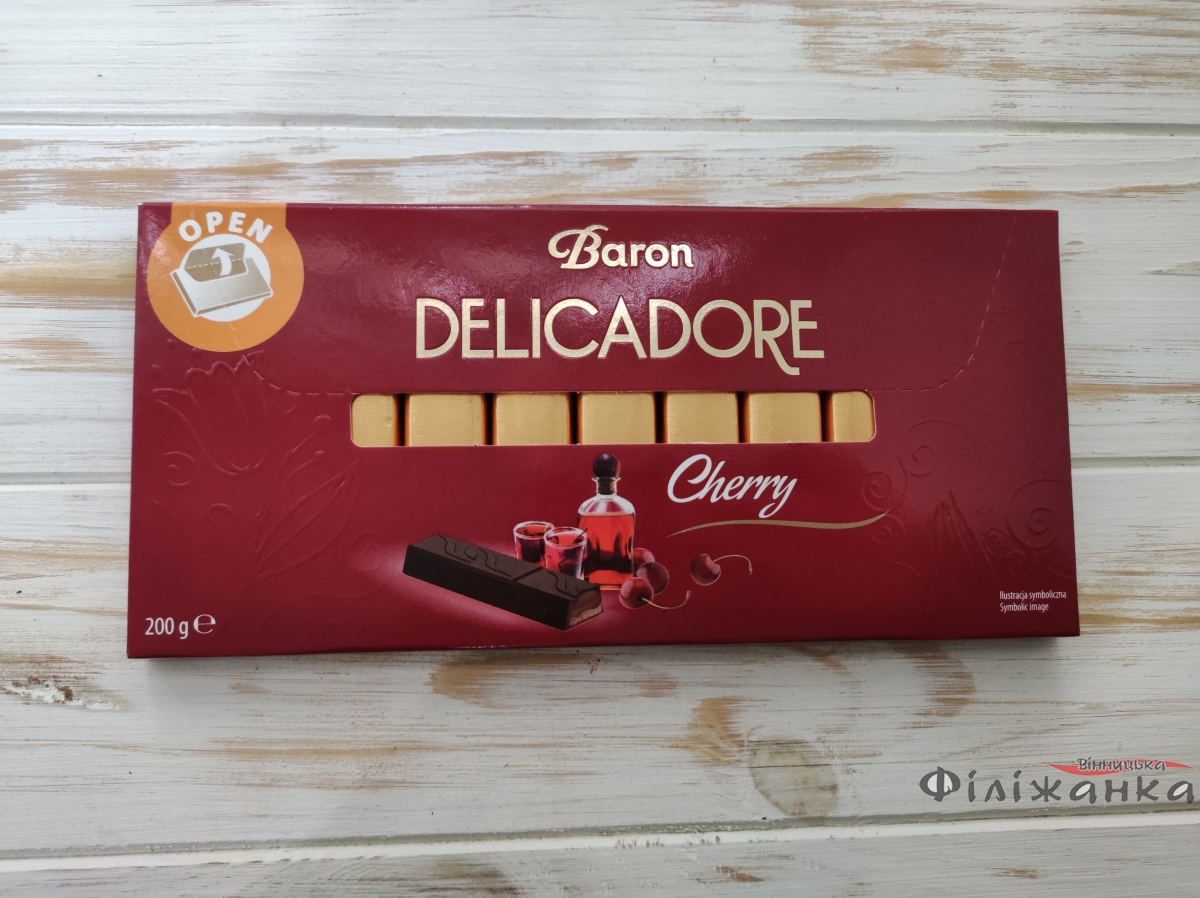 OPEN
Baron
DELICADORE
Cherry
Ilustracja symboliczna
Symbolic image
200 g ℮
Вінницька
Філіжанка